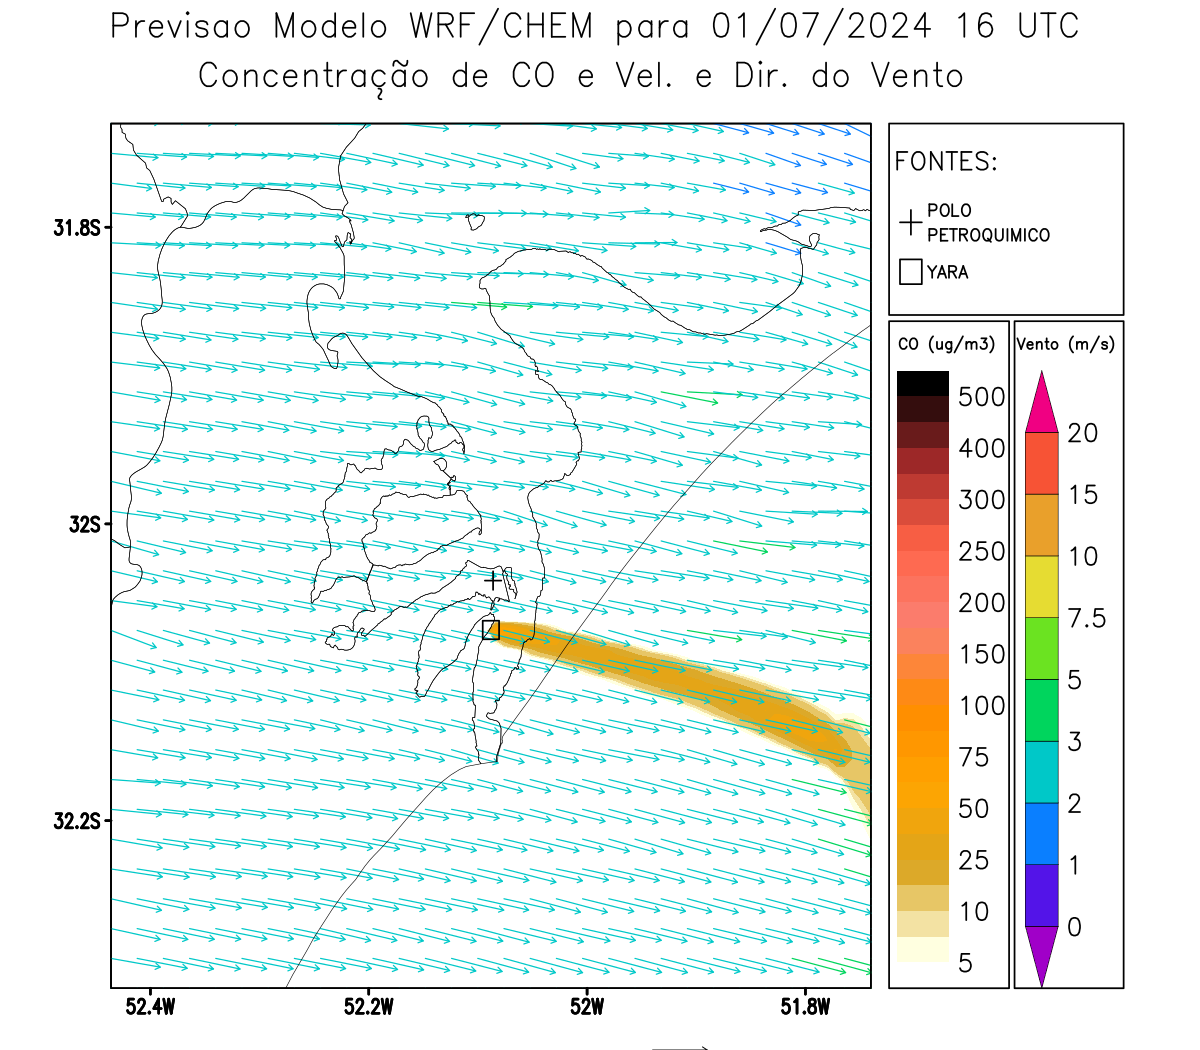 Previsao Modelo WRF/CHEM para 01/07/2024 16 UTC
Concentração de CO e Vel. e Dir. do Vento
FONTES:
POLO
PETROQUIMICO
YARA
CO (ug/m3)
500
400
300
250
200
150
100
75
50
25
10
5
Vento (m/s)
20
15
10
7.5
5
3
2
1
0
31.8S
32S
32.2S
52.4W
52.2W
52W
51.8W